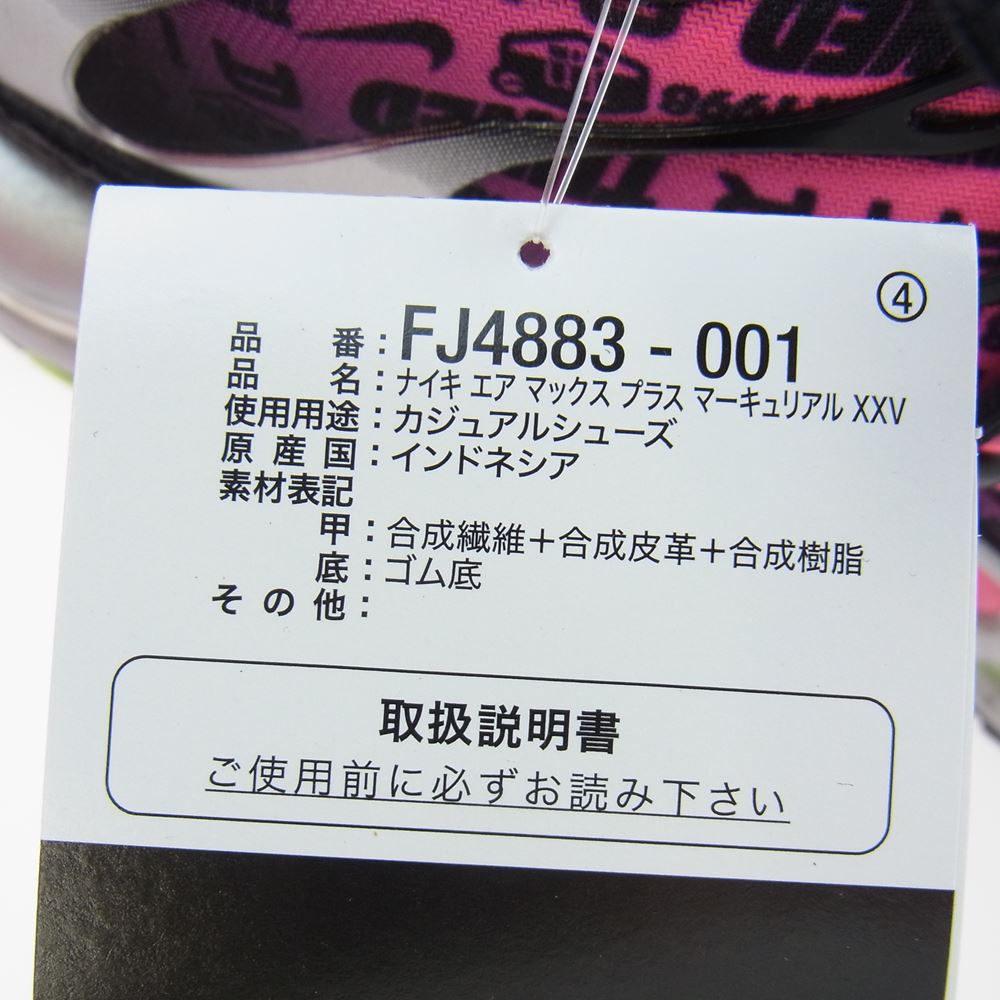 1998
④
品番：FJ4883 - 001
品名：ナイキ エア マックス プラス マーキュリアル XXV
使用用途：カジュアルシューズ
原産国：インドネシア
素材表記
甲：合成繊維＋合成皮革＋合成樹脂
底：ゴム底
その他：
取扱説明書
ご使用前に必ずお読み下さい